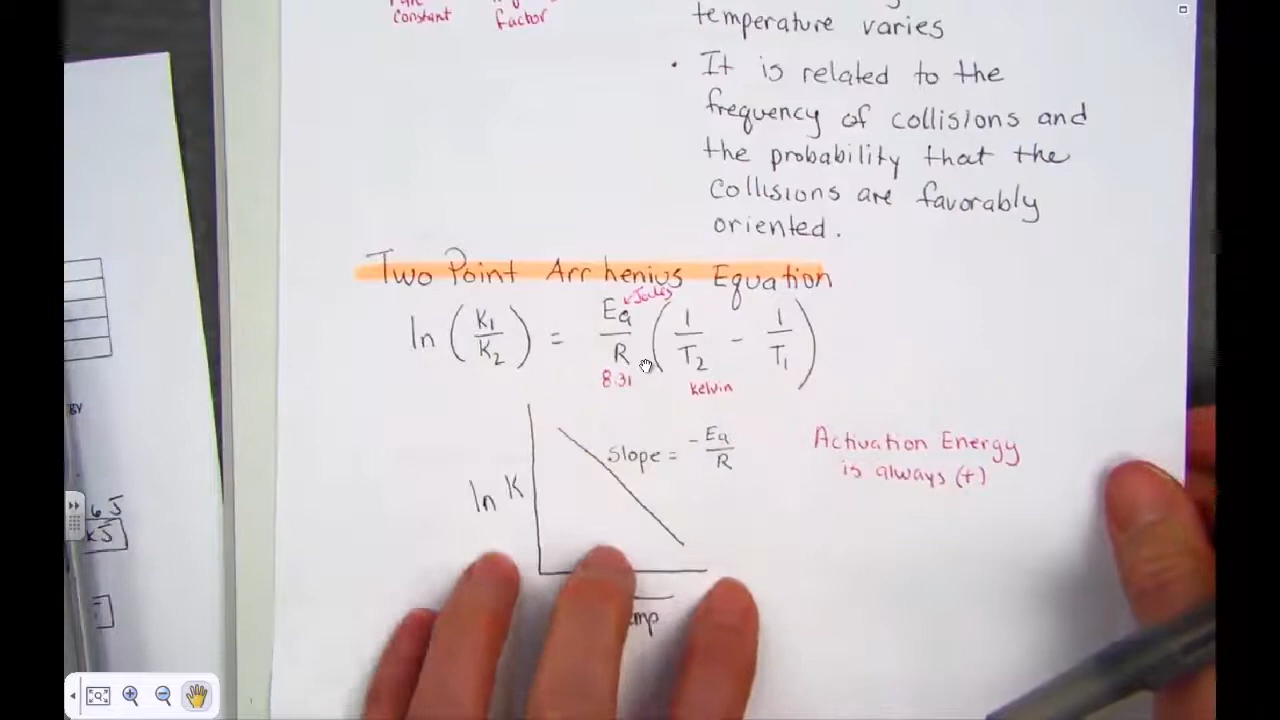 Constant factor
temperature varies
• It is related to the
frequency of collisions and
the probability that the
collisions are favorably
oriented.
Two Point Arrhenius Equation
ln (K1/K2) = Ea/R (1/T2 - 1/T1)
Joules
8.31
Kelvin
Slope = -Ea/R
Activation Energy
is always (+)
ln K
J
KJ